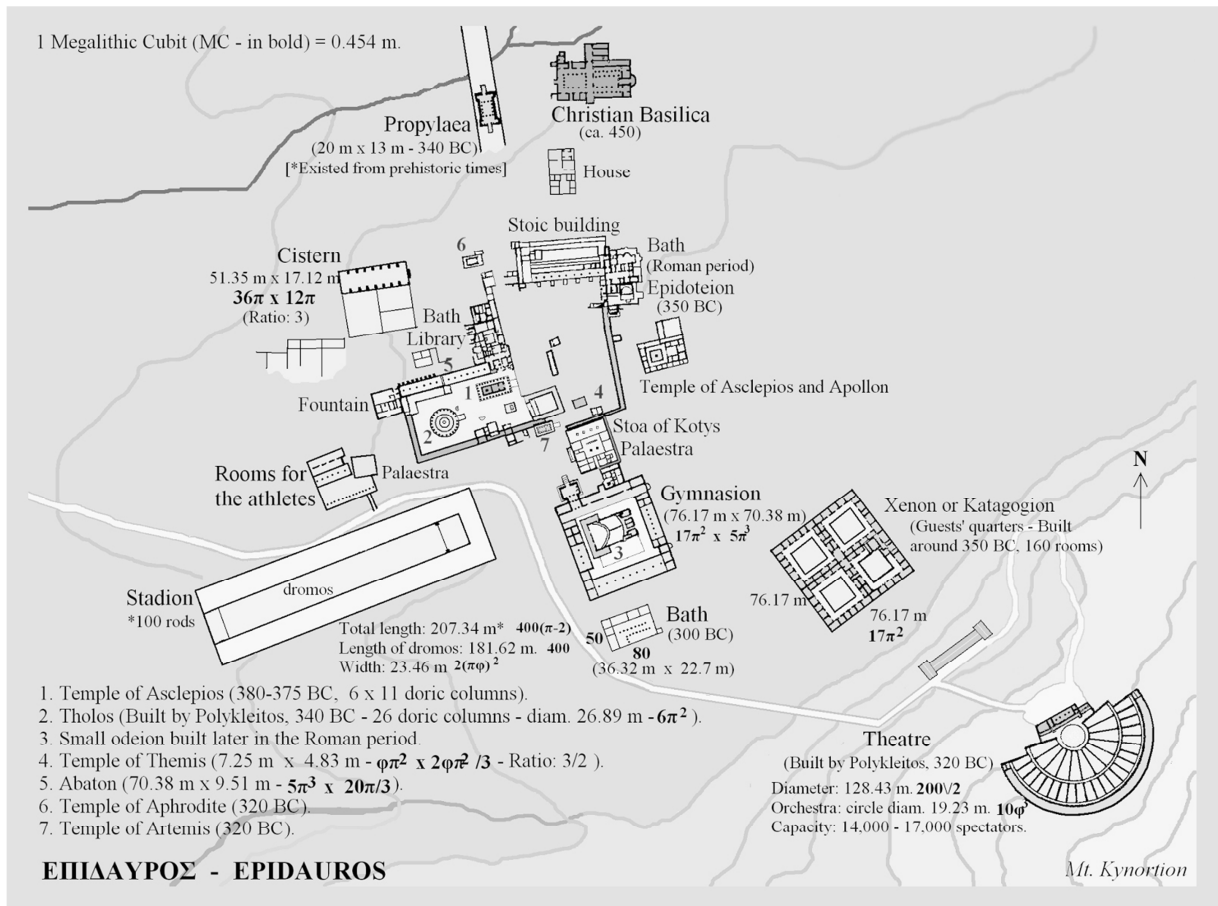 1 Megalithic Cubit (MC - in bold) = 0.454 m.
Propylaea
(20 m x 13 m - 340 BC)
[*Existed from prehistoric times]
Christian Basilica
(ca. 450)
House
Stoic building
6
Bath
(Roman period)
Epidoteion
(350 BC)
Cistern
51.35 m x 17.12 m
36π x 12π
(Ratio: 3)
Bath
Library
5
1
4
Temple of Asclepios and Apollon
Fountain
2
7
Stoa of Kotys
Palaestra
Rooms for
the athletes
Palaestra
Gymnasion
(76.17 m x 70.38 m)
17π² x 5π³
3
N
Xenon or Katagogion
(Guests' quarters - Built
around 350 BC, 160 rooms)
76.17 m
76.17 m
17π²
Stadion
*100 rods
dromos
Total length: 207.34 m* 400(π-2)
Length of dromos: 181.62 m. 400
Width: 23.46 m 2(πφ)²
50
80
Bath
(300 BC)
(36.32 m x 22.7 m)
1. Temple of Asclepios (380-375 BC, 6 x 11 doric columns).
2. Tholos (Built by Polykleitos, 340 BC - 26 doric columns - diam. 26.89 m - 6π² ).
3. Small odeion built later in the Roman period.
4. Temple of Themis (7.25 m x 4.83 m - φπ² x 2φπ² /3 - Ratio: 3/2 ).
5. Abaton (70.38 m x 9.51 m - 5π³ x 20π/3).
6. Temple of Aphrodite (320 BC).
7. Temple of Artemis (320 BC).
Theatre
(Built by Polykleitos, 320 BC)
Diameter: 128.43 m. 200√2
Orchestra: circle diam. 19.23 m. 10φ³
Capacity: 14,000 - 17,000 spectators.
ΕΠΙΔΑΥΡΟΣ - EPIDAUROS
Mt. Kynortion